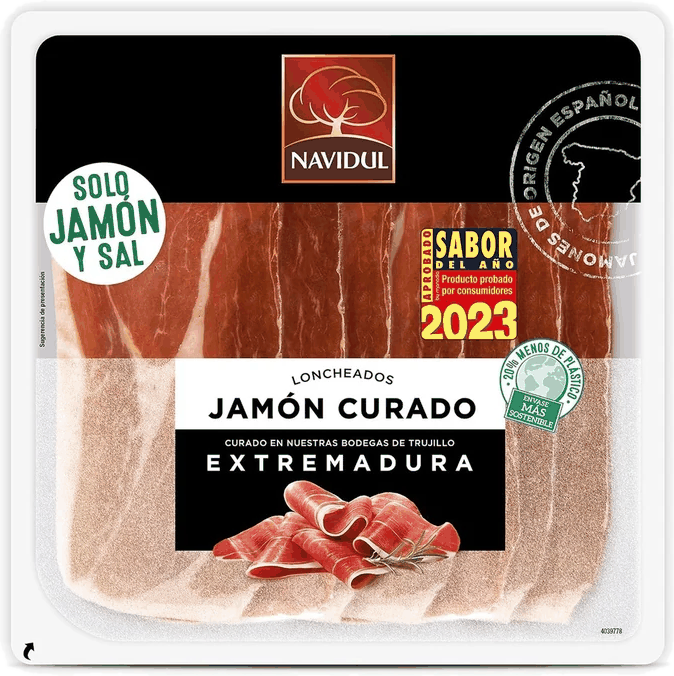 NAVIDUL
JAMONES DE ORIGEN ESPAÑOL
SOLO
JAMÓN
Y SAL
Sugerencia de presentación
APROBADO
SABOR
DEL AÑO
Producto probado
por consumidores
2023
20% MENOS DE PLÁSTICO
ENVASE
MÁS
SOSTENIBLE
LONCHEADOS
JAMÓN CURADO
CURADO EN NUESTRAS BODEGAS DE TRUJILLO
EXTREMADURA
4039778